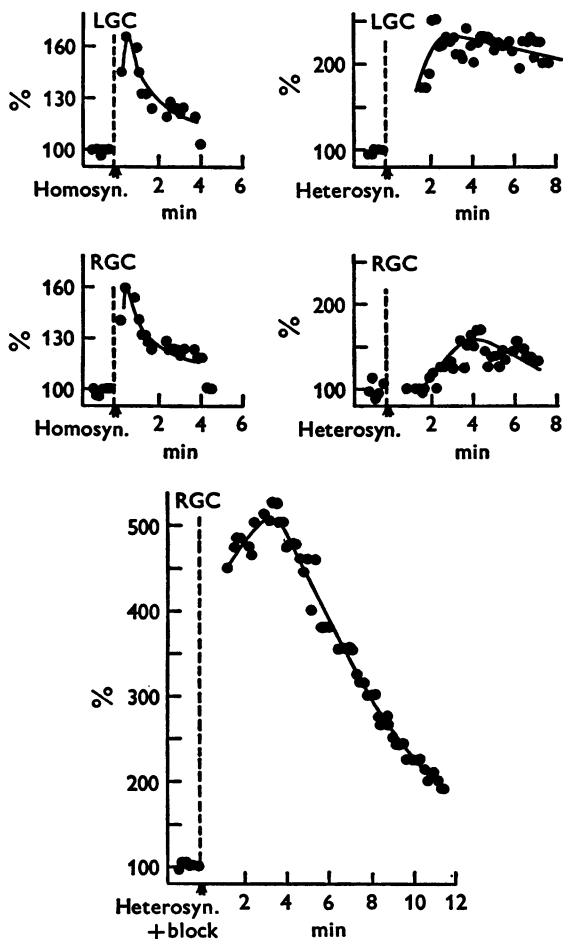 LGC
%
160
130
100
Homosyn.
2 4 6
min
LGC
%
200
100
Heterosyn.
2 4 6 8
min
RGC
%
160
130
100
Homosyn.
2 4 6
min
RGC
%
200
100
Heterosyn.
2 4 6 8
min
RGC
%
500
400
300
200
100
Heterosyn.
+block
2 4 6 8 10 12
min